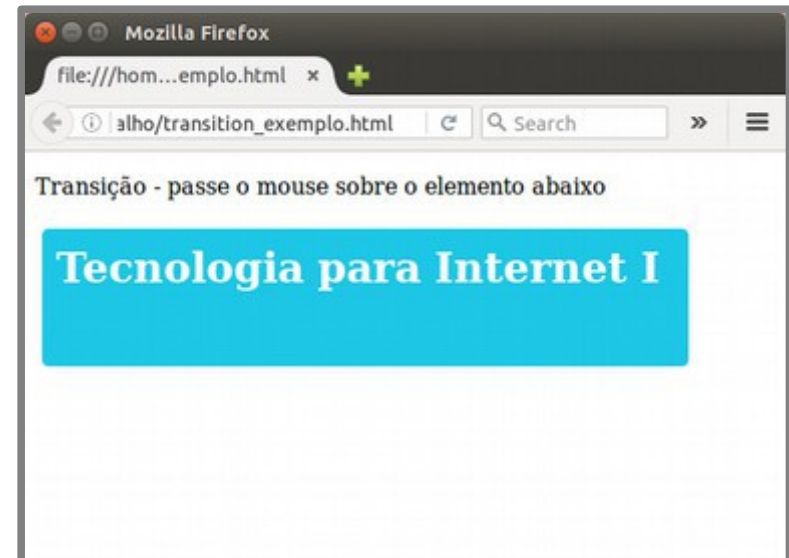 Mozilla Firefox
file:///hom...emplo.html
alho/transition_exemplo.html
Search
Transição - passe o mouse sobre o elemento abaixo
Tecnologia para Internet I